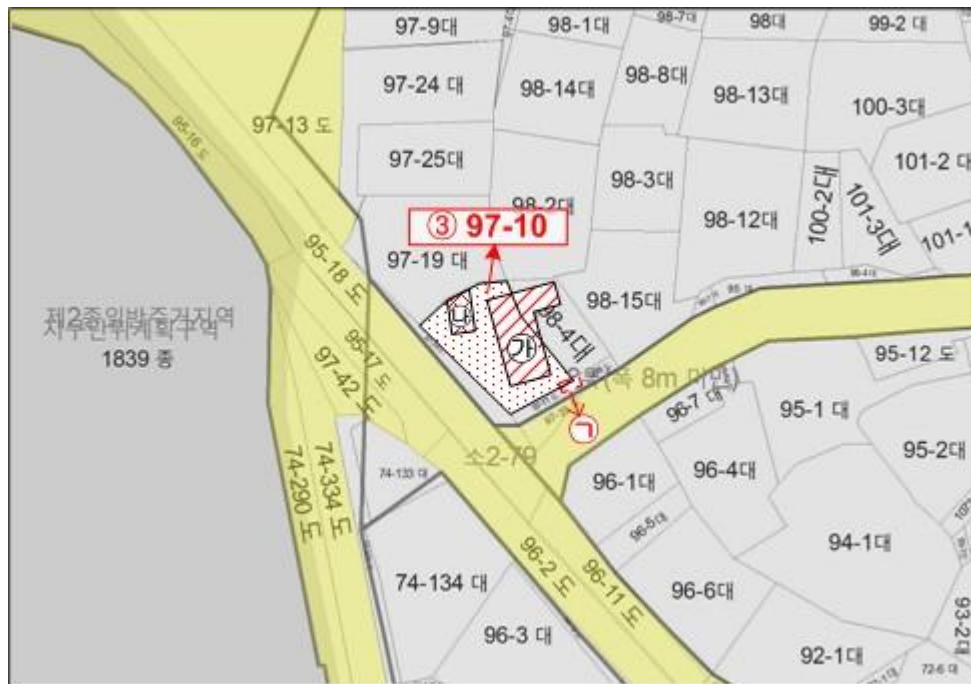 97-9대
98-1대
98-7대
98대
99-2 대
97-24 대
98-14대
98-8대
98-13대
100-3대
97-13 도
95-16 도
97-25대
98-3대
101-2 대
98-2대
98-12대
100-2대
101-3대
101-1
③ 97-10
95-18 도
97-19 대
98-15대
나
가
98-4대
제2종일반주거지역
지구단위계획구역
1839 종
95-47 도
97-42 도
(폭 8m 미만)
95-12 도
ㄱ
96-7 대
95-1 대
소2-79
95-2대
74-133 대
96-1대
96-4대
74-290 도
74-334 도
96-5대
94-1대
74-134 대
96-2 도
96-11 도
96-6대
93-2대
96-3 대
92-1대
72-6 대